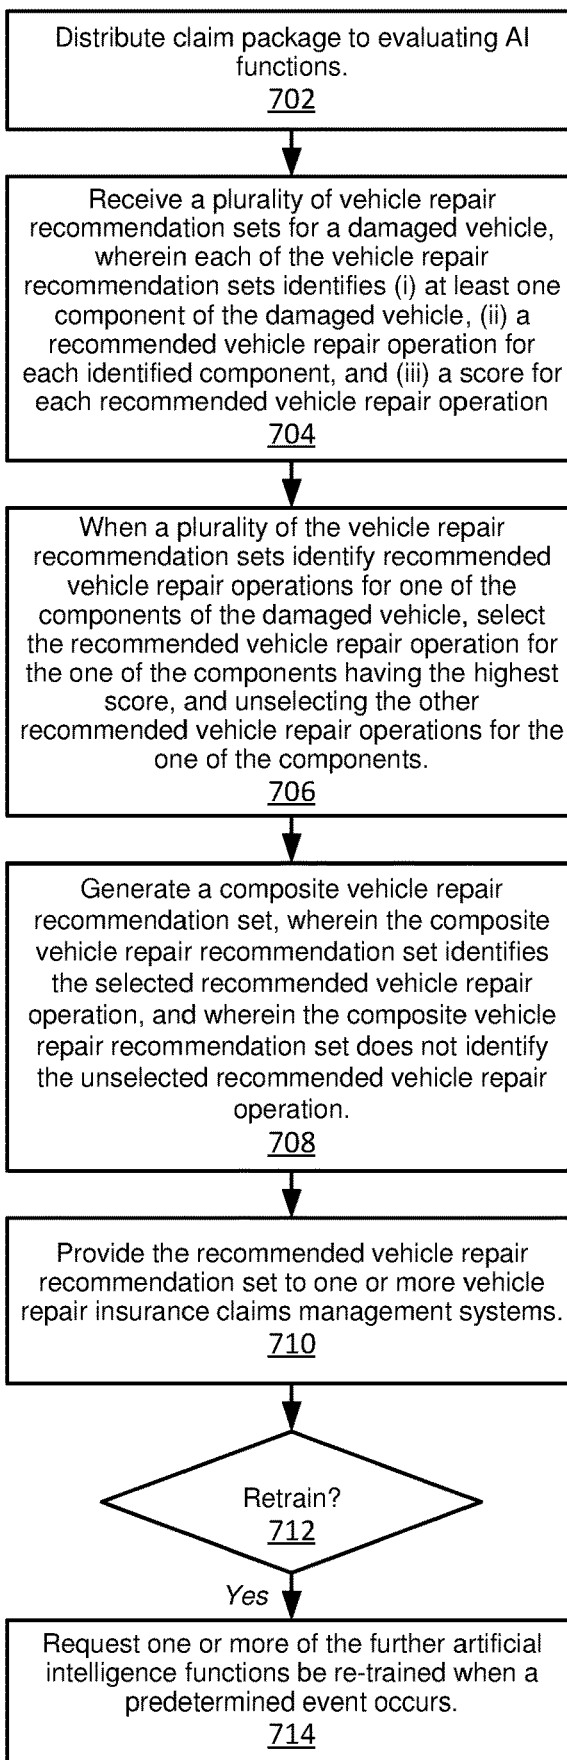 Distribute claim package to evaluating AI
functions.
702
Receive a plurality of vehicle repair
recommendation sets for a damaged vehicle,
wherein each of the vehicle repair
recommendation sets identifies (i) at least one
component of the damaged vehicle, (ii) a
recommended vehicle repair operation for
each identified component, and (iii) a score for
each recommended vehicle repair operation
704
When a plurality of the vehicle repair
recommendation sets identify recommended
vehicle repair operations for one of the
components of the damaged vehicle, select
the recommended vehicle repair operation for
the one of the components having the highest
score, and unselecting the other
recommended vehicle repair operations for the
one of the components.
706
Generate a composite vehicle repair
recommendation set, wherein the composite
vehicle repair recommendation set identifies
the selected recommended vehicle repair
operation, and wherein the composite vehicle
repair recommendation set does not identify
the unselected recommended vehicle repair
operation.
708
Provide the recommended vehicle repair
recommendation set to one or more vehicle
repair insurance claims management systems.
710
Retrain?
712
Yes
Request one or more of the further artificial
intelligence functions be re-trained when a
predetermined event occurs.
714